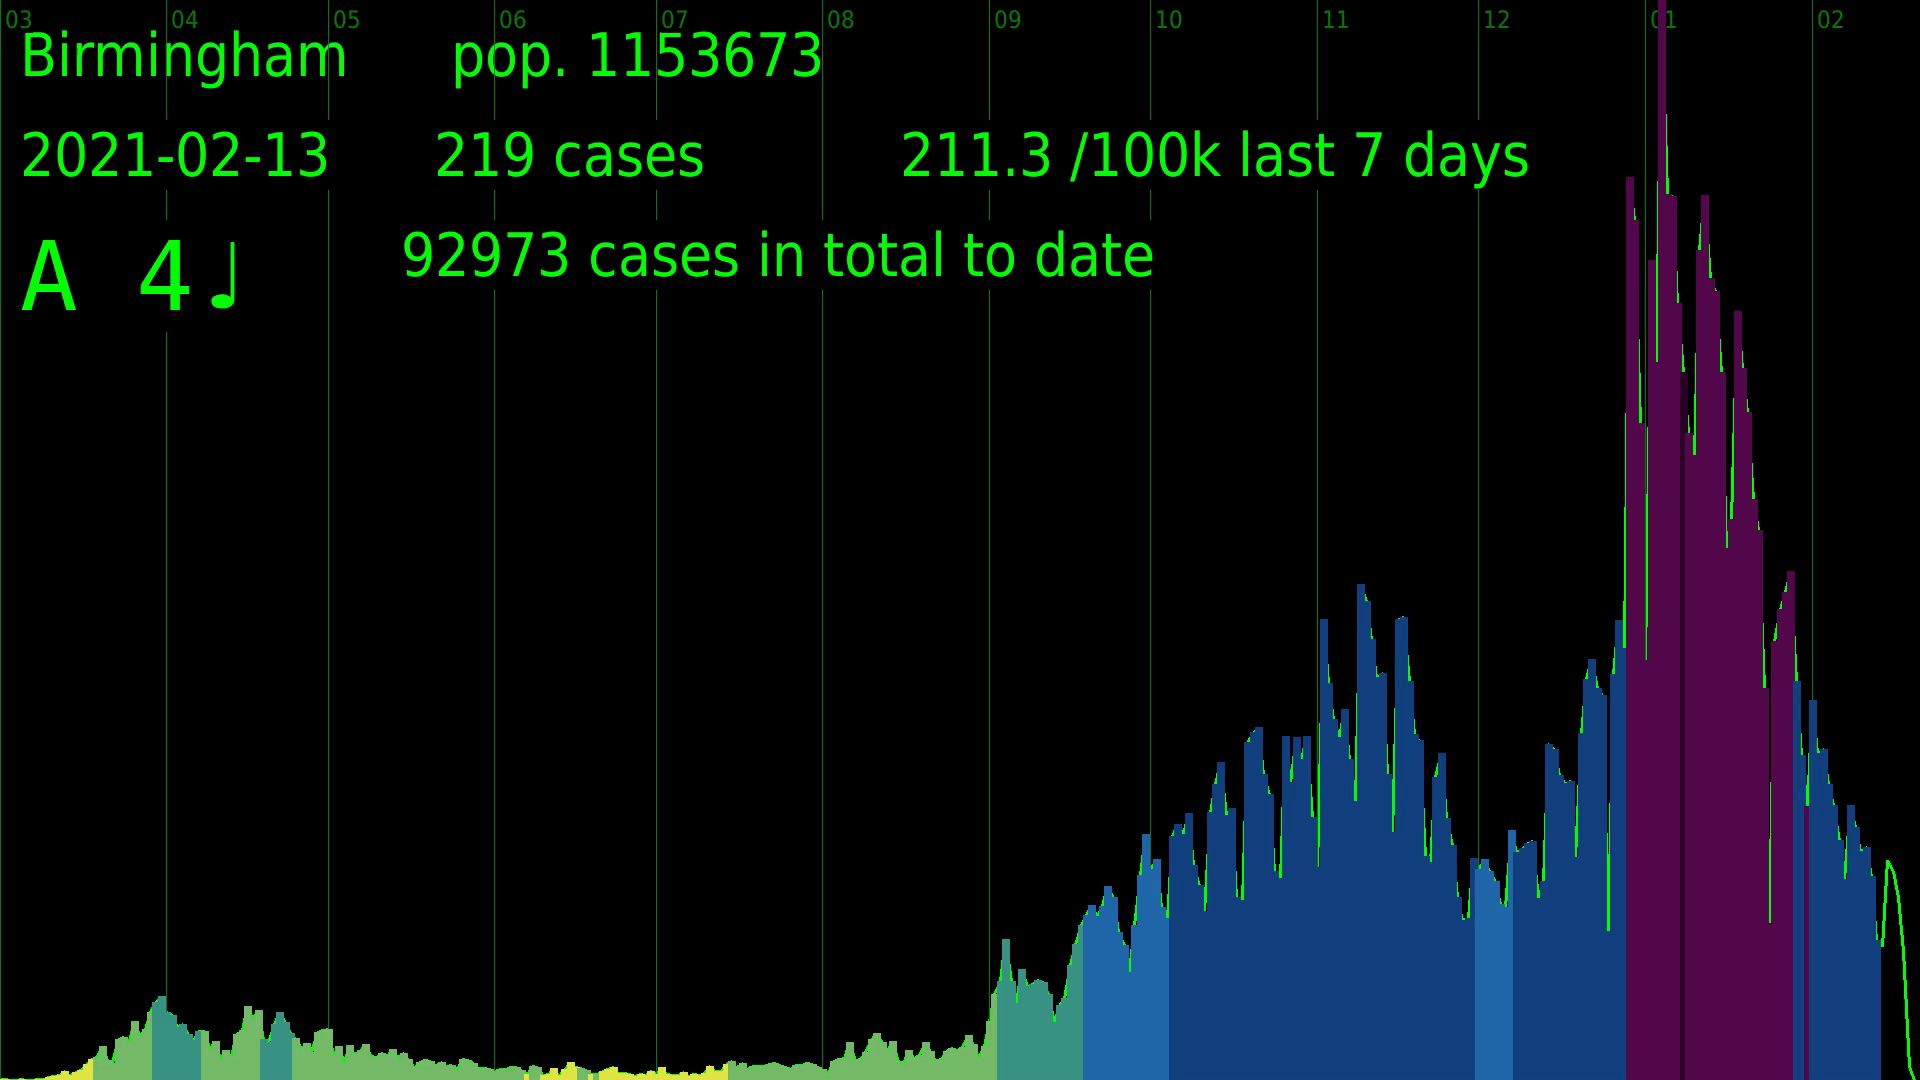 03 04 05 06 07 08 09 10 11 12 01 02
Birmingham pop. 1153673
2021-02-13 219 cases 211.3 /100k last 7 days
A 4♩ 92973 cases in total to date